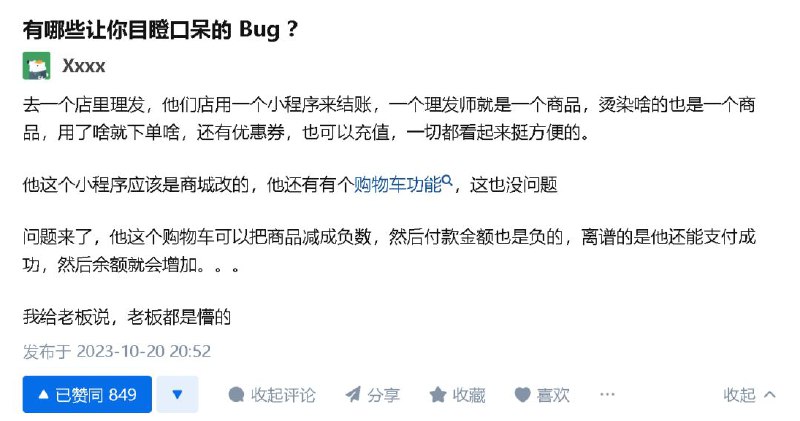 有哪些让你目瞪口呆的 Bug？
Xxxx
去一个店里理发，他们店用一个小程序来结账，一个理发师就是一个商品，烫染啥的也是一个商
品，用了啥就下单啥，还有优惠券，也可以充值，一切都看起来挺方便的。
他这个小程序应该是商城改的，他还有有个购物车功能，这也没问题
问题来了，他这个购物车可以把商品减成负数，然后付款金额也是负的，离谱的是他还能支付成
功，然后余额就会增加。。。
我给老板说，老板都是懵的
发布于 2023-10-20 20:52
已赞同 849 收起评论 分享 收藏 喜欢 ··· 收起